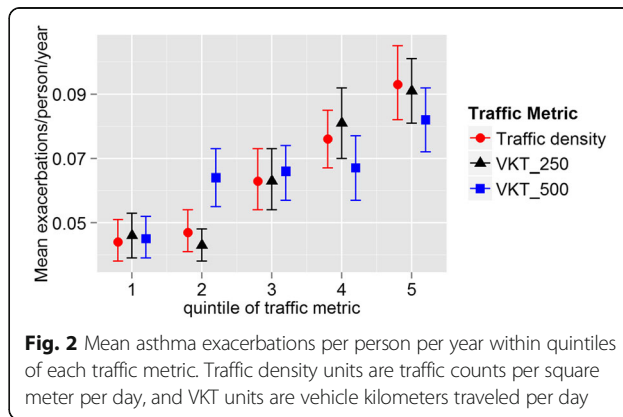 Mean exacerbations/person/year
0.09
0.07
0.05
1 2 3 4 5
quintile of traffic metric
Traffic Metric
Traffic density
VKT_250
VKT_500
Fig. 2 Mean asthma exacerbations per person per year within quintiles
of each traffic metric. Traffic density units are traffic counts per square
meter per day, and VKT units are vehicle kilometers traveled per day